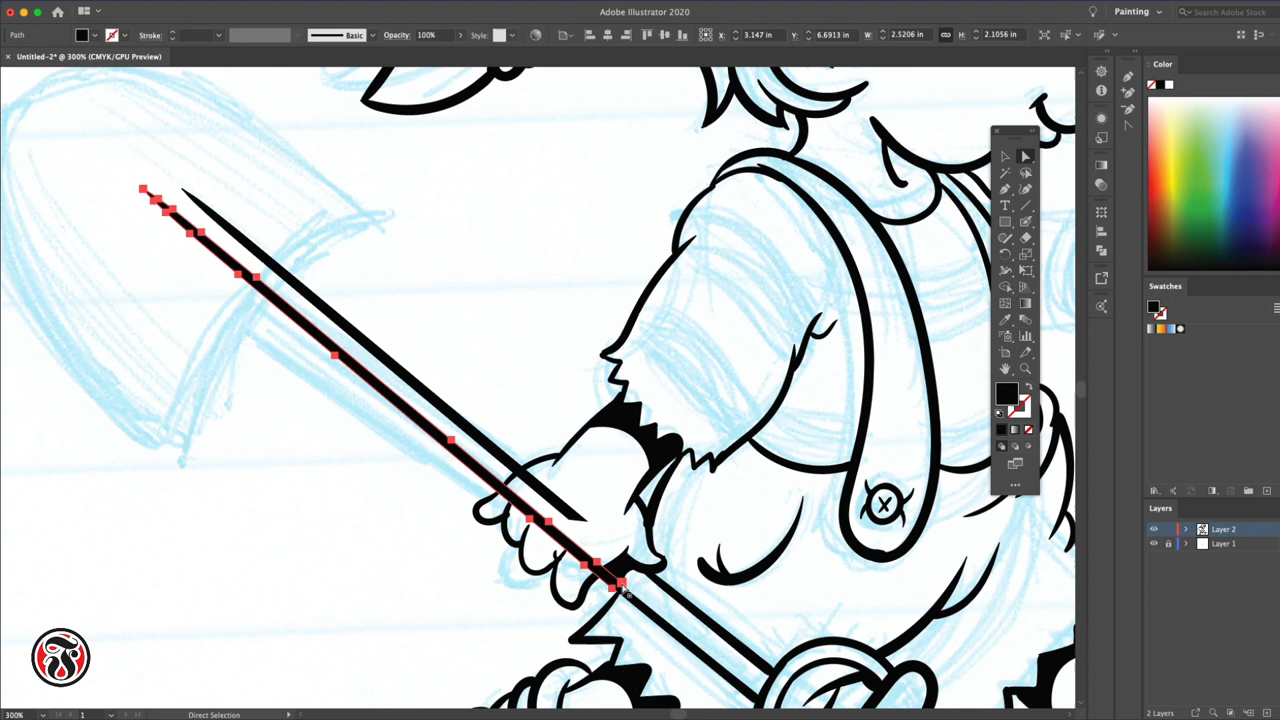 Adobe Illustrator 2020
Painting
Search Adobe Stock
Path
Stroke:
Basic
Opacity:
100%
Style:
X:
3.147 in
Y:
6.6913 in
W:
2.5206 in
H:
2.1056 in
Untitled-2* @ 300% (CMYK/GPU Preview)
Color
Swatches
Layers
Layer 2
Layer 1
2 Layers
300%
1
Direct Selection